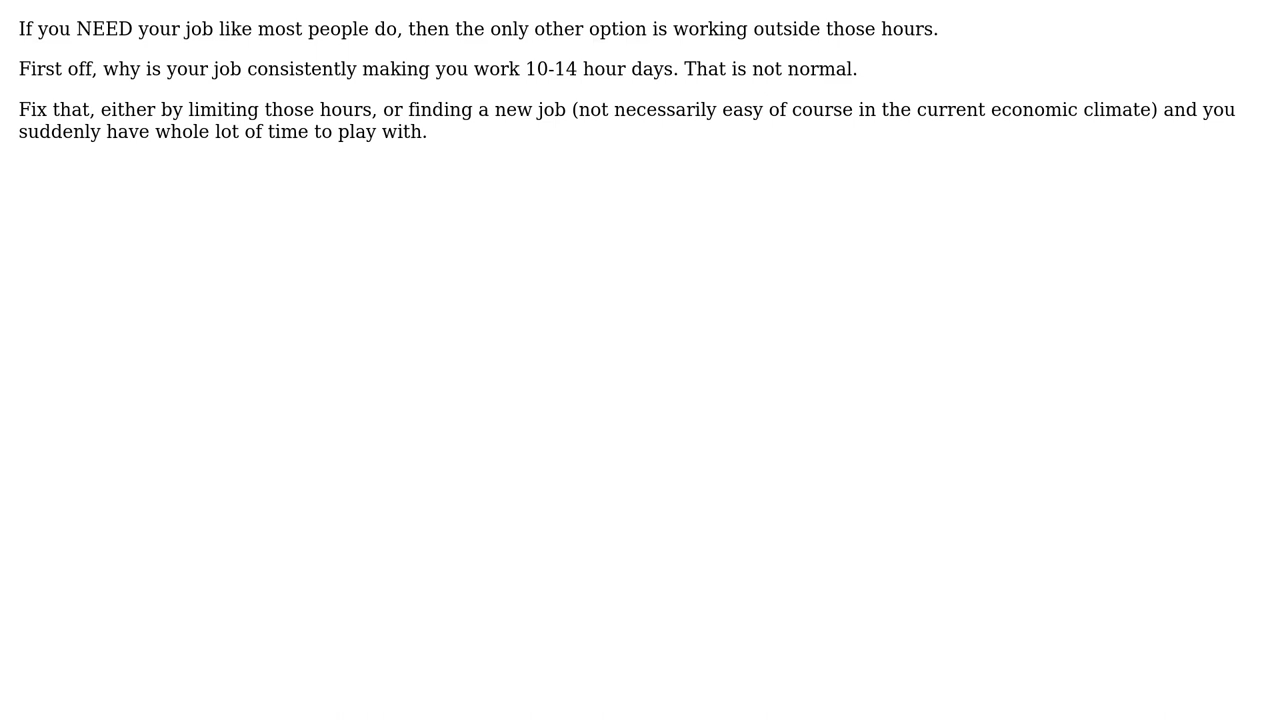 If you NEED your job like most people do, then the only other option is working outside those hours.
First off, why is your job consistently making you work 10-14 hour days. That is not normal.
Fix that, either by limiting those hours, or finding a new job (not necessarily easy of course in the current economic climate) and you
suddenly have whole lot of time to play with.